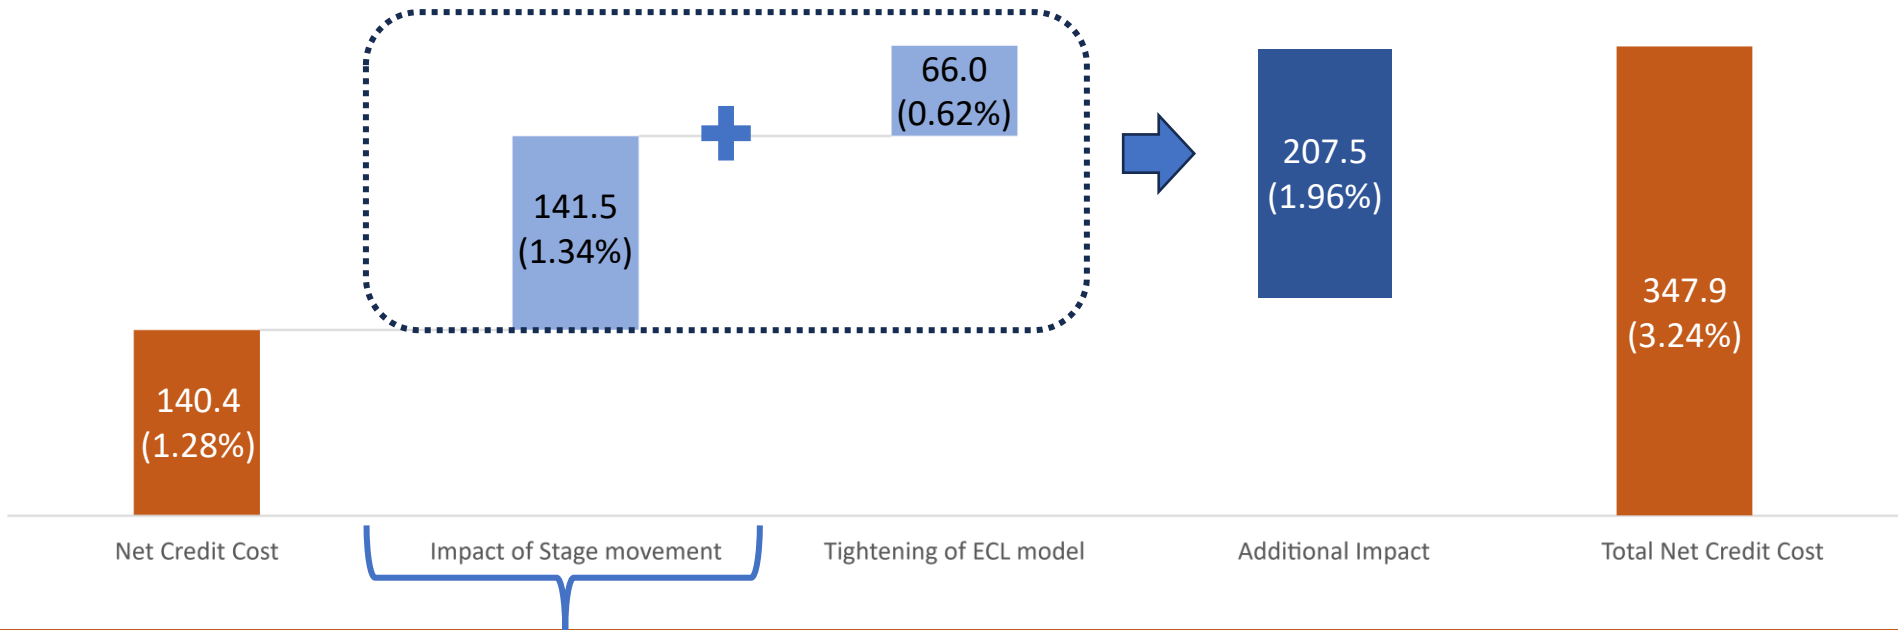 66.0
(0.62%)
141.5
(1.34%)
207.5
(1.96%)
347.9
(3.24%)
140.4
(1.28%)
Net Credit Cost
Impact of Stage movement
Tightening of ECL model
Additional Impact
Total Net Credit Cost